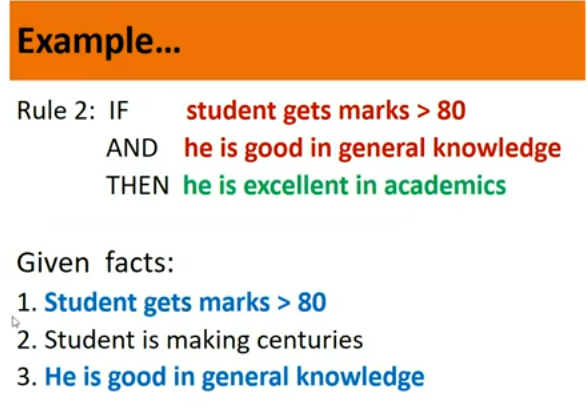 Example...
Rule 2: IF student gets marks > 80
AND he is good in general knowledge
THEN he is excellent in academics
Given facts:
1. Student gets marks > 80
2. Student is making centuries
3. He is good in general knowledge